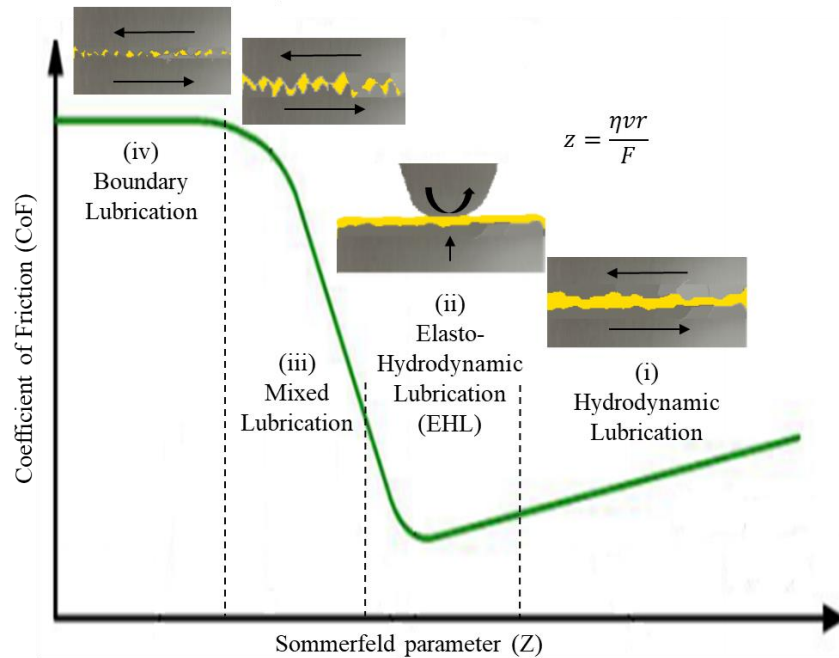 (iv)
Boundary
Lubrication
(iii)
Mixed
Lubrication
(ii)
Elasto-
Hydrodynamic
Lubrication
(EHL)
(i)
Hydrodynamic
Lubrication
z = ηvr/F
Coefficient of Friction (CoF)
Sommerfeld parameter (Z)